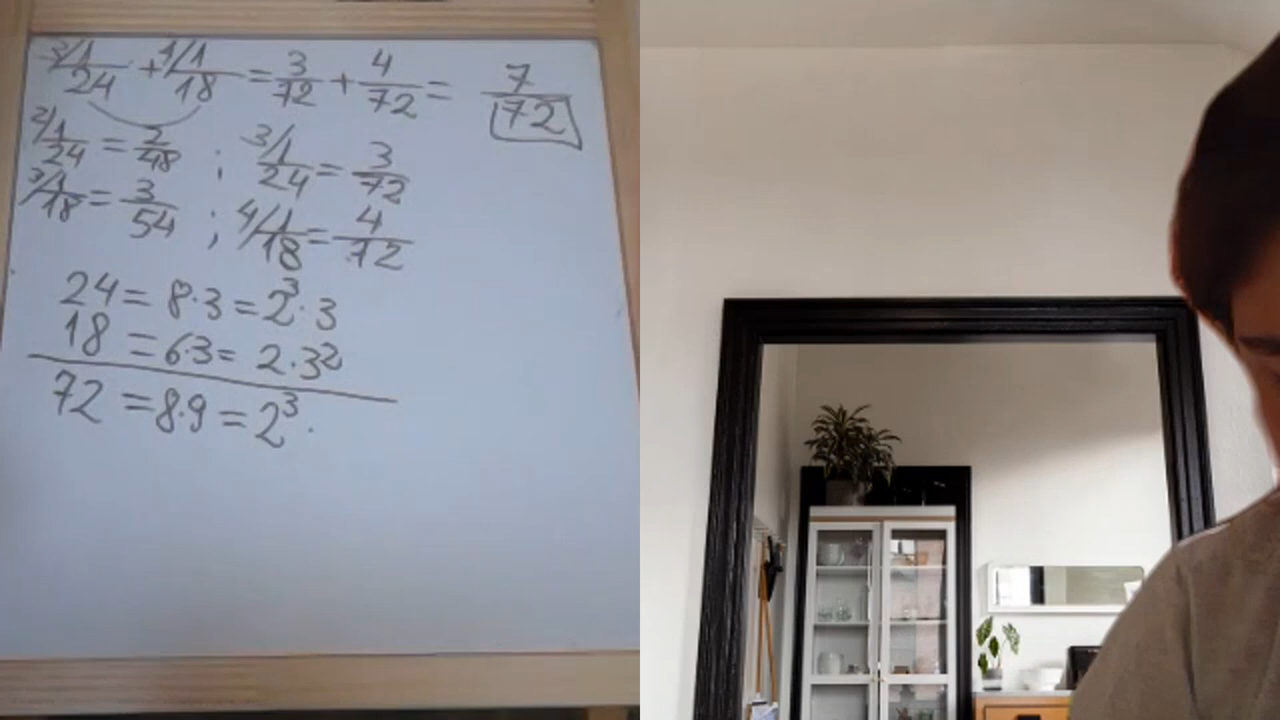 3/1/24 + 4/1/18 = 3/72 + 4/72 = 7/72
2/1/24 = 2/48 ; 3/1/24 = 3/72
3/1/18 = 3/54 ; 4/1/18 = 4/72
24 = 8·3 = 2³·3
18 = 6·3 = 2·3²
72 = 8·9 = 2³·